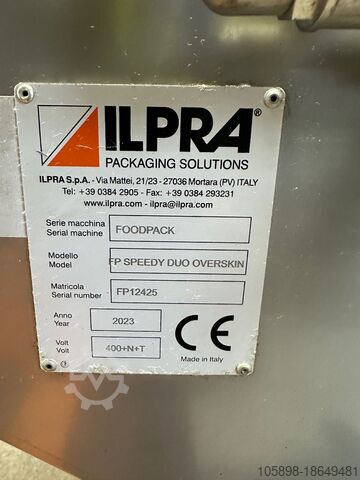 ILPRA®
PACKAGING SOLUTIONS
ILPRA S.p.A. - Via Mattei, 21/23 - 27036 Mortara (PV) ITALY
Tel: +39 0384 2905 - Fax: +39 0384 293231
www.ilpra.com - ilpra@ilpra.com
Serie macchina
Serial machine
FOODPACK
Modello
Model
FP SPEEDY DUO OVERSKIN
Matricola
Serial number
FP12425
Anno
Year
2023
Volt
Volt
400+N+T
CE
Made in Italy
105898-18649481